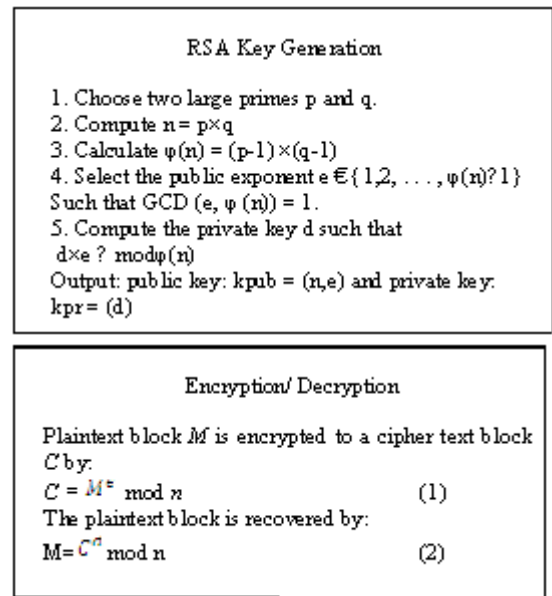 RSA Key Generation
1. Choose two large primes p and q.
2. Compute n = p×q
3. Calculate φ(n) = (p-1)×(q-1)
4. Select the public exponent e €{1,2, . . . , φ(n)?1}
Such that GCD (e, φ (n)) = 1.
5. Compute the private key d such that
d×e ? modφ(n)
Output: public key: kpub = (n,e) and private key:
kpr = (d)
Encryption/ Decryption
Plaintext block M is encrypted to a cipher text block
C by:
C = M^e mod n (1)
The plaintext block is recovered by:
M= C mod n (2)